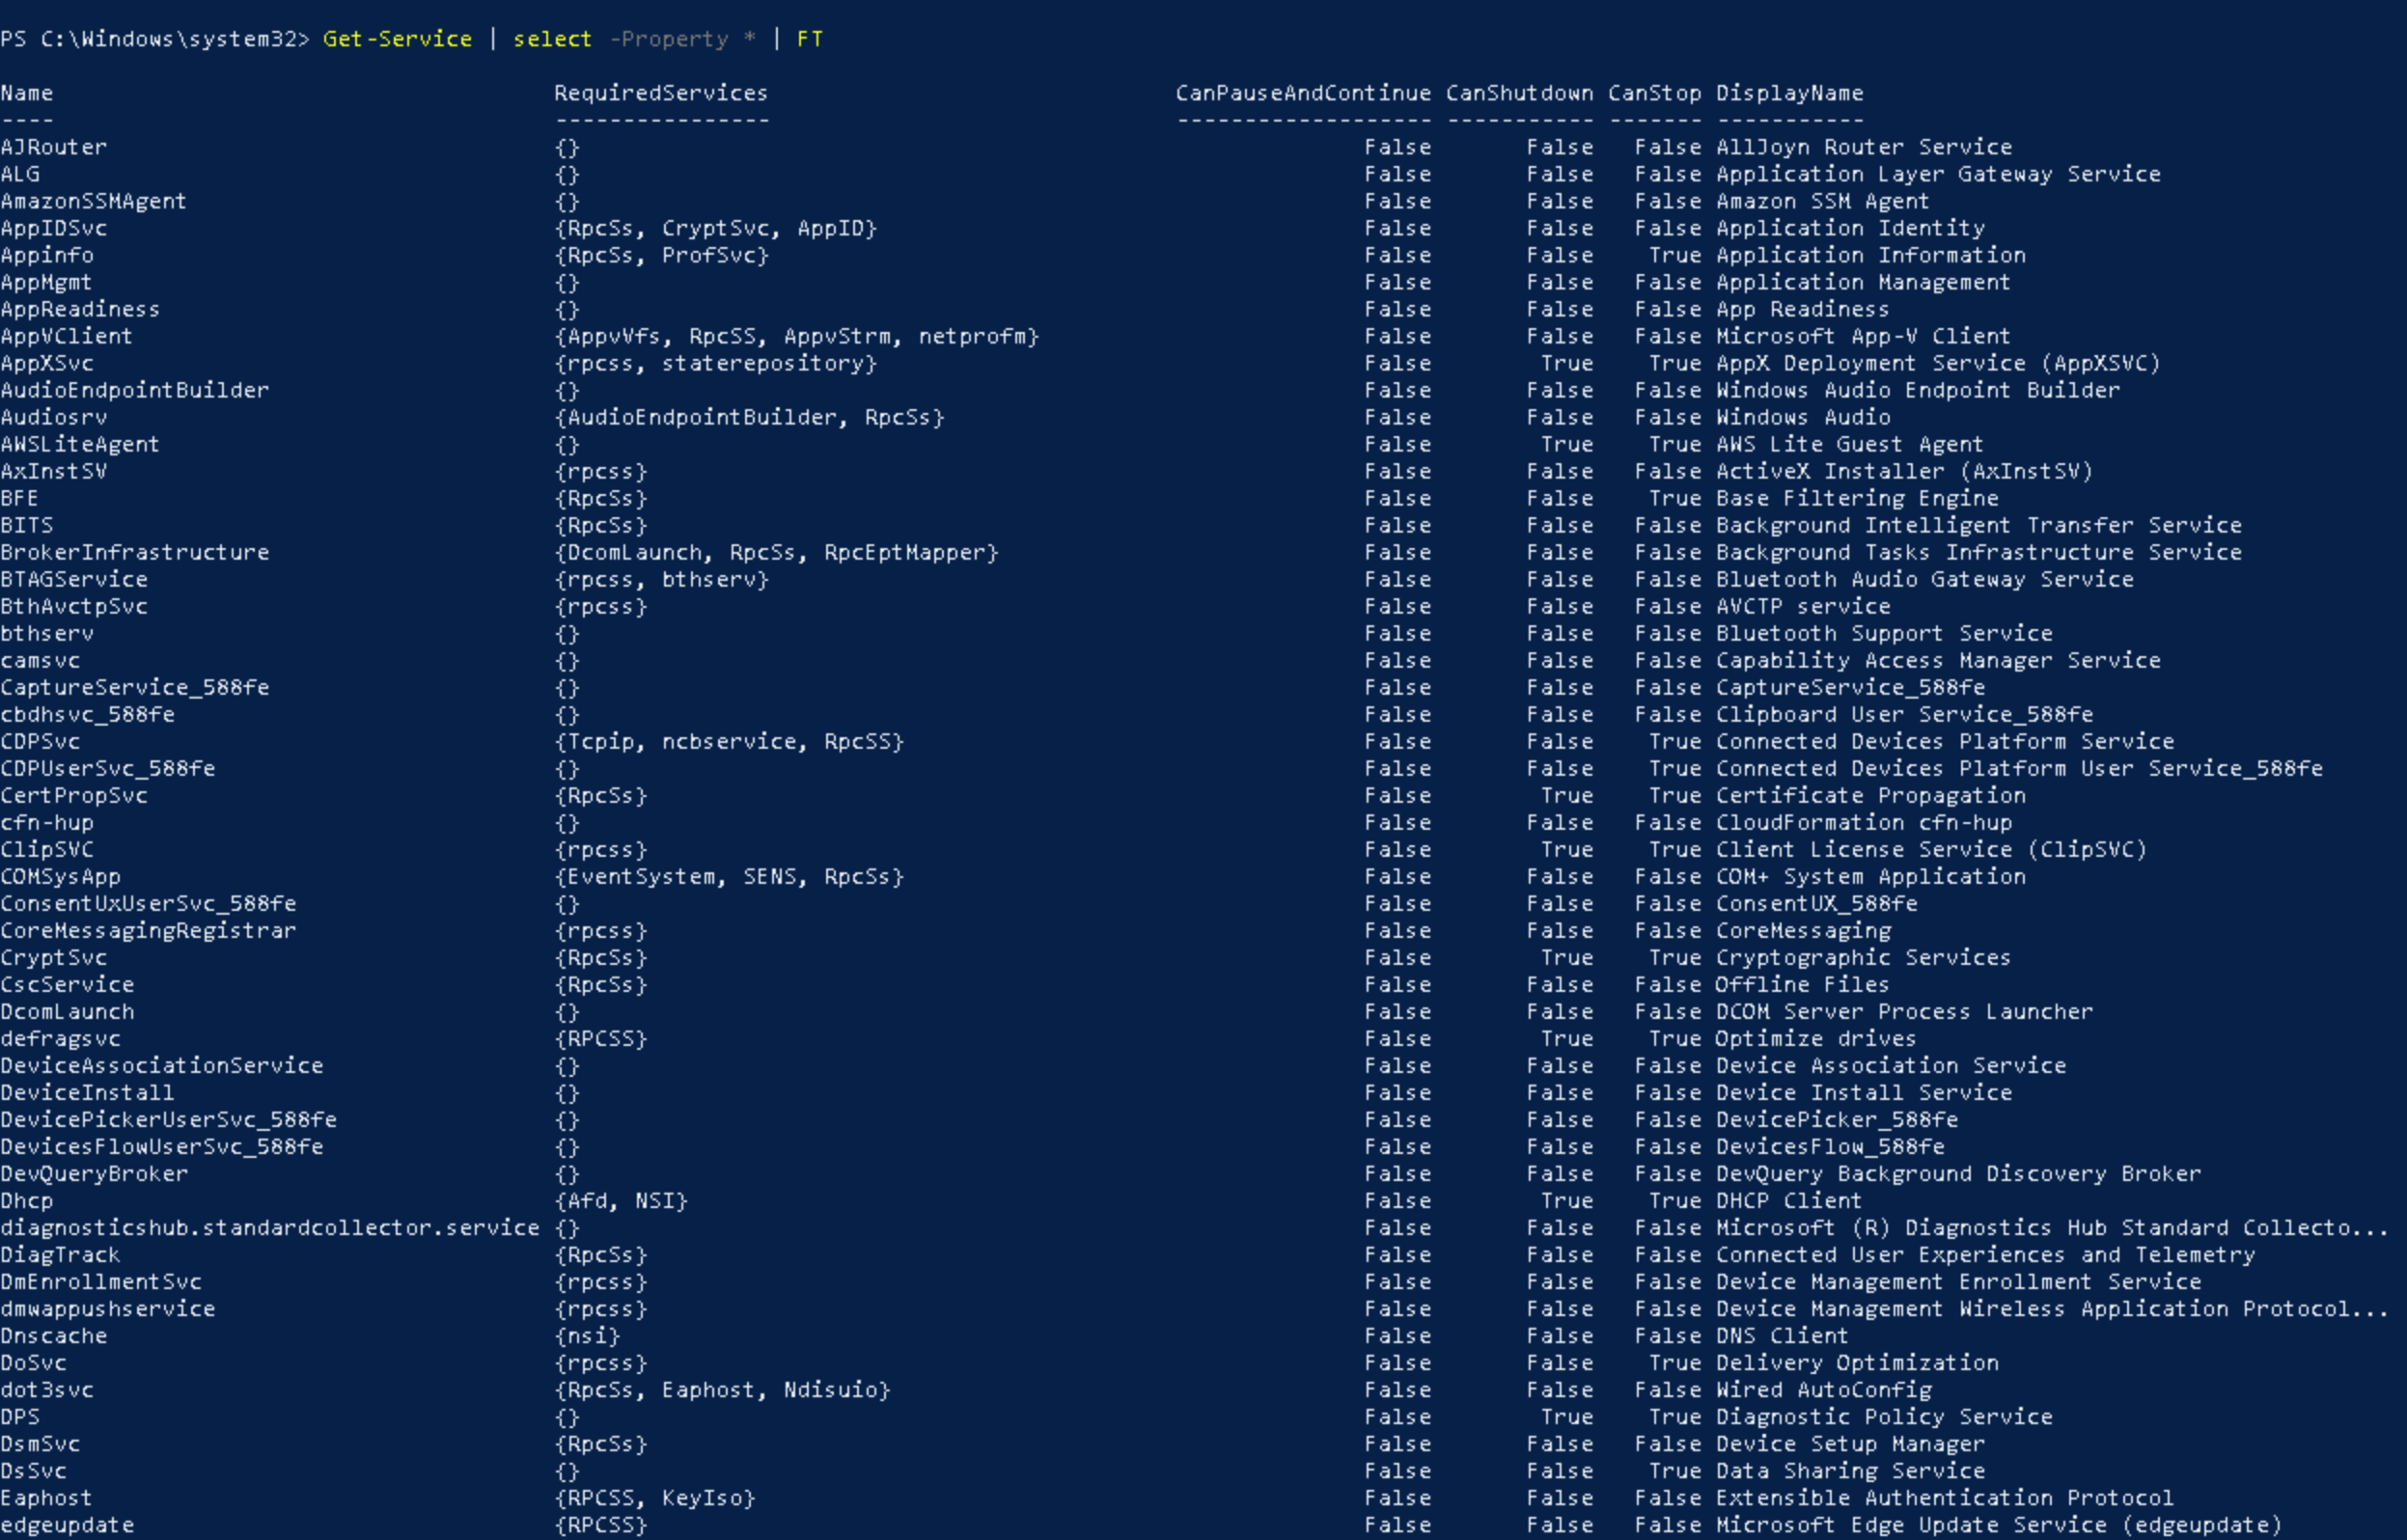 PS C:\Windows\system32> Get-Service | select -Property * | FT
Name RequiredServices CanPauseAndContinue CanShutdown CanStop DisplayName
---- ---------------- ------------------- ----------- ------- -----------
AJRouter {} False False False AllJoyn Router Service
ALG {} False False False Application Layer Gateway Service
AmazonSSMAgent {} False False False Amazon SSM Agent
AppIDSvc {RpcSs, CryptSvc, AppID} False False False Application Identity
Appinfo {RpcSs, ProfSvc} False False True Application Information
AppMgmt {} False False False Application Management
AppReadiness {} False False False App Readiness
AppVClient {AppvVfs, RpcSS, AppvStrm, netprofm} False False False Microsoft App-V Client
AppXSvc {rpcss, staterepository} False True True AppX Deployment Service (AppXSVC)
AudioEndpointBuilder {} False False False Windows Audio Endpoint Builder
Audiosrv {AudioEndpointBuilder, RpcSs} False False False Windows Audio
AWSLiteAgent {} False True True AWS Lite Guest Agent
AxInstSV {rpcss} False False False ActiveX Installer (AxInstSV)
BFE {RpcSs} False False True Base Filtering Engine
BITS {RpcSs} False False False Background Intelligent Transfer Service
BrokerInfrastructure {DcomLaunch, RpcSs, RpcEptMapper} False False False Background Tasks Infrastructure Service
BTAGService {rpcss, bthserv} False False False Bluetooth Audio Gateway Service
BthAvctpSvc {rpcss} False False False AVCTP service
bthserv {} False False False Bluetooth Support Service
camsvc {} False False False Capability Access Manager Service
CaptureService_588fe {} False False False CaptureService_588fe
cbdhsvc_588fe {} False False False Clipboard User Service_588fe
CDPSvc {Tcpip, ncbservice, RpcSS} False False True Connected Devices Platform Service
CDPUserSvc_588fe {} False False True Connected Devices Platform User Service_588fe
CertPropSvc {RpcSs} False True True Certificate Propagation
cfn-hup {} False False False CloudFormation cfn-hup
ClipSVC {rpcss} False True True Client License Service (ClipSVC)
COMSysApp {EventSystem, SENS, RpcSs} False False False COM+ System Application
ConsentUxUserSvc_588fe {} False False False ConsentUX_588fe
CoreMessagingRegistrar {rpcss} False False False CoreMessaging
CryptSvc {RpcSs} False True True Cryptographic Services
CscService {RpcSs} False False False Offline Files
DcomLaunch {} False False False DCOM Server Process Launcher
defragsvc {RPCSS} False True True Optimize drives
DeviceAssociationService {} False False False Device Association Service
DeviceInstall {} False False False Device Install Service
DevicePickerUserSvc_588fe {} False False False DevicePicker_588fe
DevicesFlowUserSvc_588fe {} False False False DevicesFlow_588fe
DevQueryBroker {} False False False DevQuery Background Discovery Broker
Dhcp {Afd, NSI} False True True DHCP Client
diagnosticshub.standardcollector.service {} False False False Microsoft (R) Diagnostics Hub Standard Collecto...
DiagTrack {RpcSs} False False False Connected User Experiences and Telemetry
DmEnrollmentSvc {rpcss} False False False Device Management Enrollment Service
dmwappushservice {rpcss} False False False Device Management Wireless Application Protocol...
Dnscache {nsi} False False False DNS Client
DoSvc {rpcss} False False True Delivery Optimization
dot3svc {RpcSs, Eaphost, Ndisuio} False False False Wired AutoConfig
DPS {} False True True Diagnostic Policy Service
DsmSvc {RpcSs} False False False Device Setup Manager
DsSvc {} False False True Data Sharing Service
Eaphost {RPCSS, KeyIso} False False False Extensible Authentication Protocol
edgeupdate {RPCSS} False False False Microsoft Edge Update Service (edgeupdate)